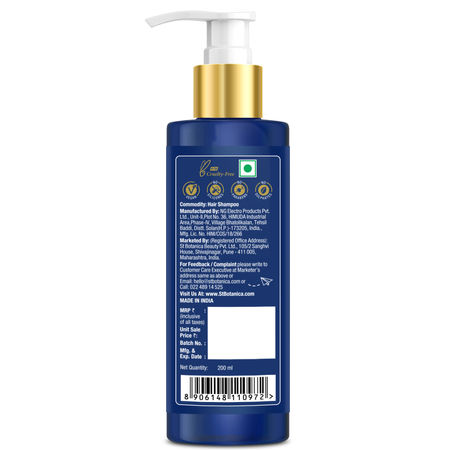 Cruelty-Free
VEGAN
Commodity: Hair Shampoo
Manufactured By: NG Electro Products Pvt.
Ltd., Unit-II,Plot No. 36, HIMUDA Industrial
Area,Phase-IV, Village Bhatolikalan, Tehsil
Baddi, Distt. Solan(H.P.)-173205, India.,
Mfg. Lic. No. HIM/COS/18/266
Marketed By: (Registered Office Address)
St Botanica Beauty Pvt. Ltd., 105/2 Sanghvi
House, Shivajinagar, Pune - 411 005,
Maharashtra, India.
For Feedback / Complaint please write to
Customer Care Executive at Marketer's
address same as above or
Email: hello@stbotanica.com or
Call: 022 489 14 525
Visit Us At: www.StBotanica.com
MADE IN INDIA
MRP ₹ :
(Inclusive
of all taxes)
Unit Sale
Price ₹:
Batch No. :
Mfg. &
Exp. Date :
Net Quantity: 200 ml
8 906148 110972 >